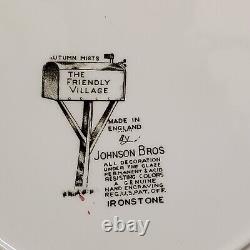 AUTUMN MISTS
THE
FRIENDLY
VILLAGE
MADE IN
ENGLAND
By
JOHNSON BROS
ALL DECORATION
UNDER THE GLAZE
PERMANENT & ACID
RESISTING COLORS
A GENUINE
HAND ENGRAVING
REG.U.S.PAT.OFF.
IRONSTONE